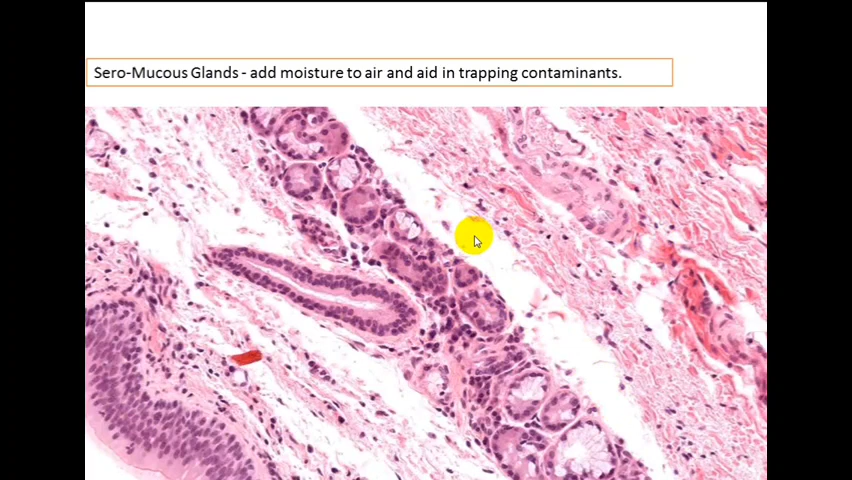 Sero-Mucous Glands - add moisture to air and aid in trapping contaminants.